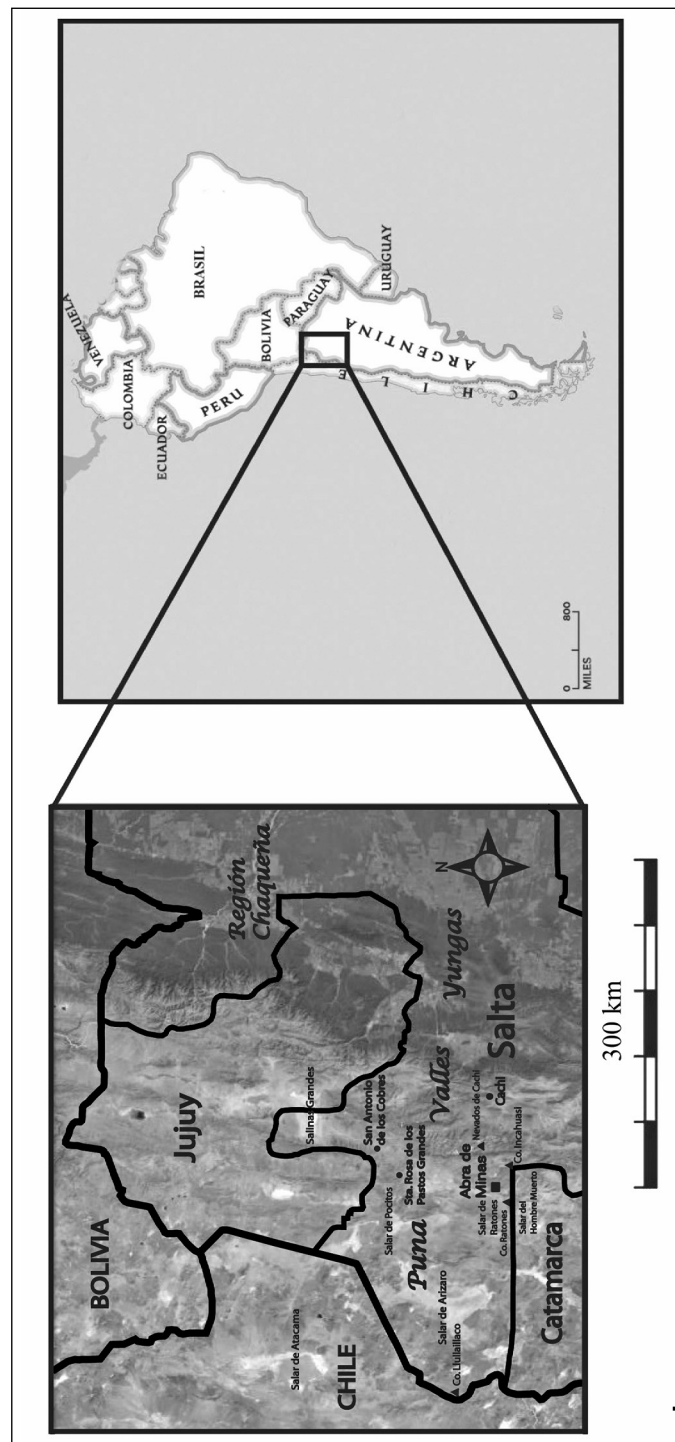 VENEZUELA
COLOMBIA
ECUADOR
PERU
BRASIL
BOLIVIA
PARAGUAY
URUGUAY
CHILE
ARGENTINA
0 800
MILES
BOLIVIA
Jujuy
Región
Chaqueña
Salinas Grandes
Salar de Atacama
CHILE
San Antonio
de los Cobres
Sta. Rosa de los
Pastos Grandes
Salar de Pocitos
Puna
Valles
Yungas
N
Salar de Arizaro
Co. Llullaillaco
Abra de
Minas
Nevados de Cachi
Cachi
Salta
Salar de
Ratones
Co. Ratones
Co. Incahuasi
Salar del
Hombre Muerto
Catamarca
300 km